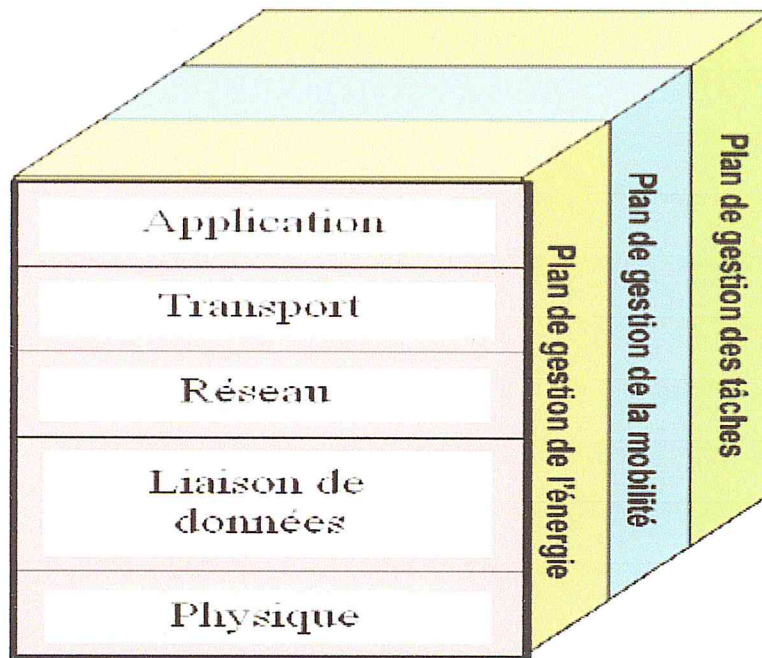 Application
Transport
Réseau
Liaison de
données
Physique
Plan de gestion de l'énergie
Plan de gestion de la mobilité
Plan de gestion des tâches